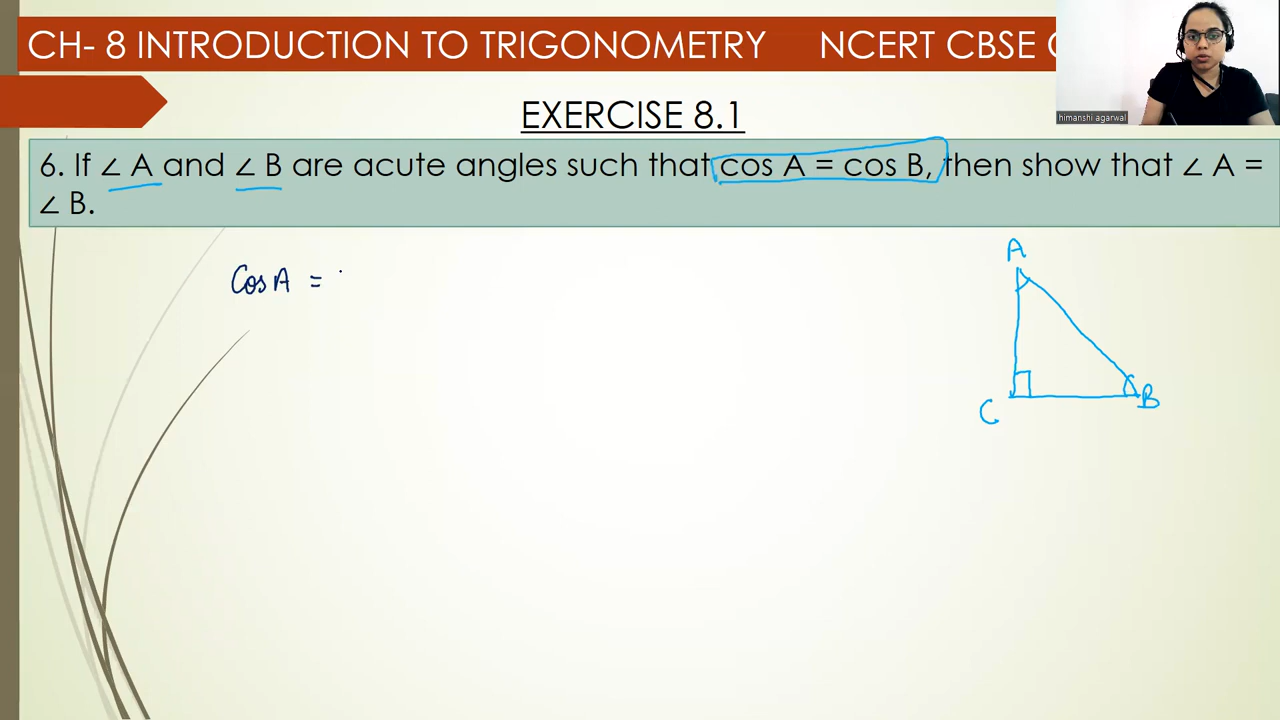 CH- 8 INTRODUCTION TO TRIGONOMETRY NCERT CBSE
himanshi agarwal
EXERCISE 8.1
6. If ∠ A and ∠ B are acute angles such that cos A = cos B, then show that ∠ A =
∠ B.
Cos A =
A
C
B